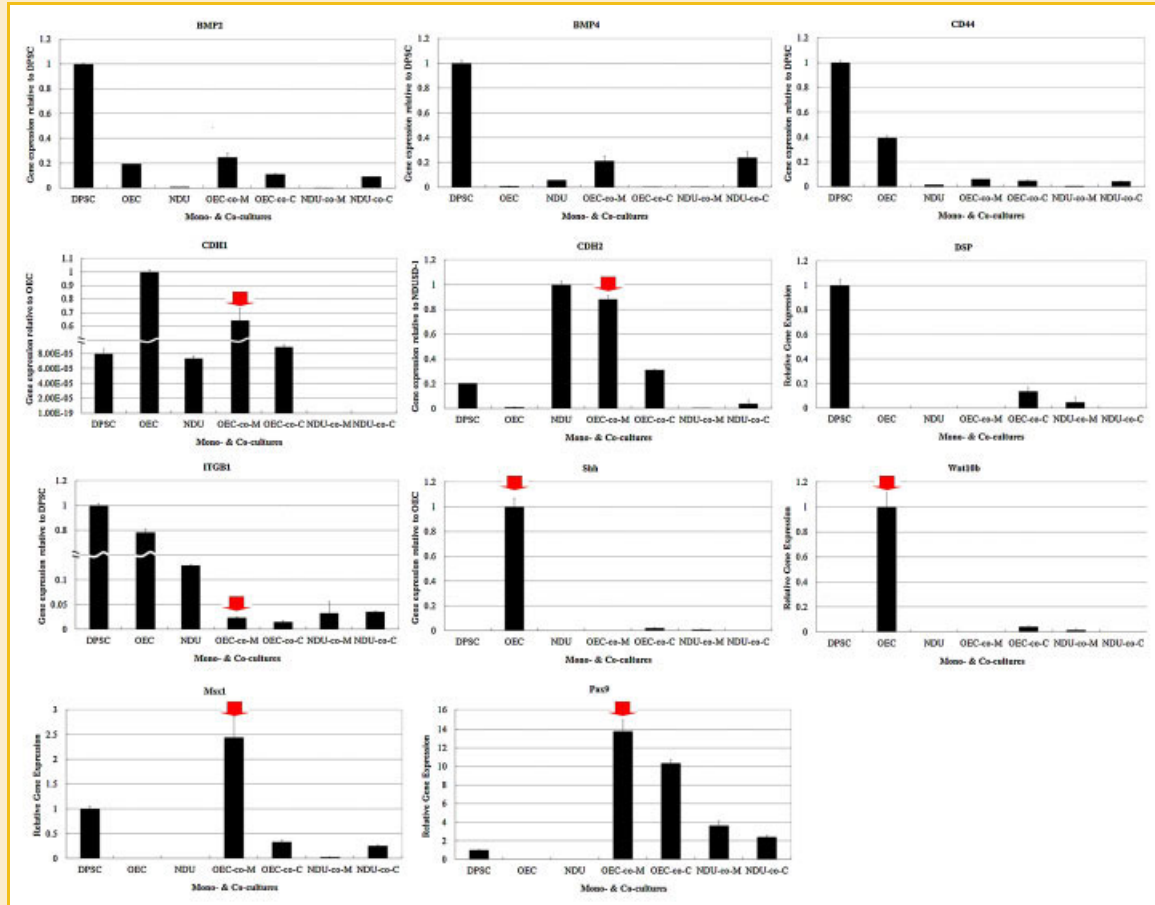 BMP2
Gene expression relative to DPSC
1.2
1
0.8
0.6
0.4
0.2
0
DPSC OEC NDU OEC-co-M OEC-co-C NDU-co-M NDU-co-C
Mono- & Co-cultures
BMP4
Gene expression relative to DPSC
1.2
1
0.8
0.6
0.4
0.2
0
DPSC OEC NDU OEC-co-M OEC-co-C NDU-co-M NDU-co-C
Mono- & Co-cultures
CD44
Gene expression relative to DPSC
1.2
1
0.8
0.6
0.4
0.2
0
DPSC OEC NDU OEC-co-M OEC-co-C NDU-co-M NDU-co-C
Mono- & Co-cultures
CDH1
Gene expression relative to OEC
1.1
1
0.9
0.8
0.7
0.6
8.00E-05
6.00E-05
4.00E-05
2.00E-05
1.00E-19
DPSC OEC NDU OEC-co-M OEC-co-C NDU-co-M NDU-co-C
Mono- & Co-cultures
CDH2
Gene expression relative to NDUSD-1
1.2
1
0.8
0.6
0.4
0.2
0
DPSC OEC NDU OEC-co-M OEC-co-C NDU-co-M NDU-co-C
Mono- & Co-cultures
DSP
Relative Gene Expression
1.2
1
0.8
0.6
0.4
0.2
0
DPSC OEC NDU OEC-co-M OEC-co-C NDU-co-M NDU-co-C
Mono- & Co-cultures
ITGB1
Gene expression relative to DPSC
1.2
1
0.8
0.1
0.05
0
DPSC OEC NDU OEC-co-M OEC-co-C NDU-co-M NDU-co-C
Mono- & Co-cultures
Shh
Gene expression relative to OEC
1.2
1
0.8
0.6
0.4
0.2
0
DPSC OEC NDU OEC-co-M OEC-co-C NDU-co-M NDU-co-C
Mono- & Co-cultures
Wnt10b
Relative Gene Expression
1.2
1
0.8
0.6
0.4
0.2
0
DPSC OEC NDU OEC-co-M OEC-co-C NDU-co-M NDU-co-C
Mono- & Co-cultures
Msx1
Relative Gene Expression
3
2.5
2
1.5
1
0.5
0
DPSC OEC NDU OEC-co-M OEC-co-C NDU-co-M NDU-co-C
Mono- & Co-cultures
Pax9
Relative Gene Expression
16
14
12
10
8
6
4
2
0
DPSC OEC NDU OEC-co-M OEC-co-C NDU-co-M NDU-co-C
Mono- & Co-cultures